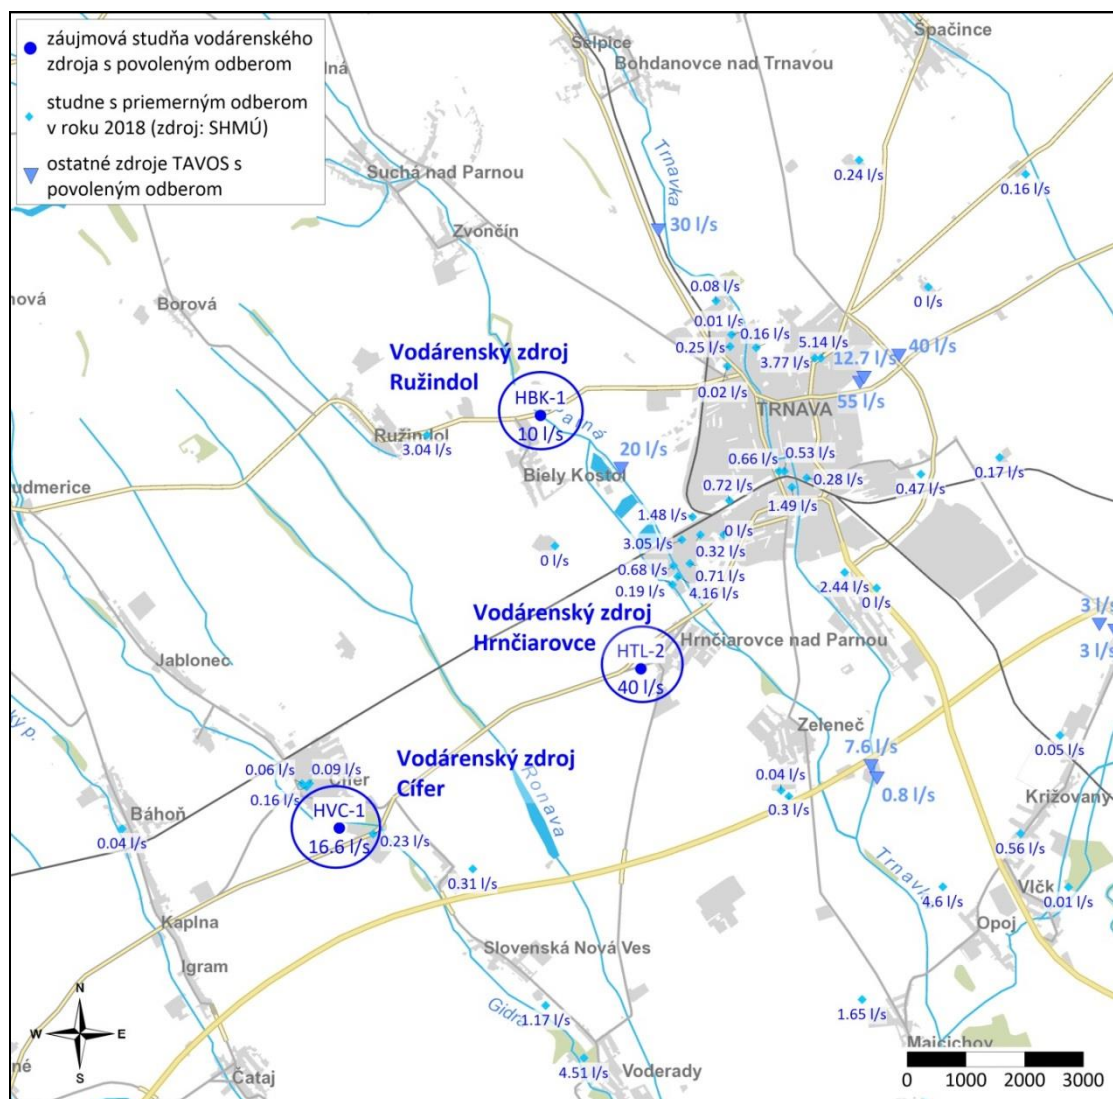 záujmová studňa vodárenského
zdroja s povoleným odberom
studne s priemerným odberom
v roku 2018 (zdroj: SHMÚ)
ostatné zdroje TAVOS s
povoleným odberom
Šelpice
Bohdanovce nad Trnavou
Špačince
Suchá nad Parnou
Trnavka
0.24 l/s
0.16 l/s
Zvončín
30 l/s
Borová
0.08 l/s
0 l/s
0.01 l/s
0.16 l/s
0.25 l/s
5.14 l/s
40 l/s
Vodárenský zdroj
Ružindol
3.77 l/s
12.7 l/s
0.02 l/s
55 l/s
TRNAVA
HBK-1
10 l/s
Ružindol
3.04 l/s
Biely Kostol
20 l/s
0.66 l/s
0.53 l/s
0.17 l/s
0.72 l/s
0.28 l/s
0.47 l/s
1.49 l/s
1.48 l/s
0 l/s
3.05 l/s
0.32 l/s
0 l/s
0.68 l/s
0.71 l/s
0.19 l/s
4.16 l/s
2.44 l/s
0 l/s
Vodárenský zdroj
Hrnčiarovce
3 l/s
3 l/s
Hrnčiarovce nad Parnou
HTL-2
40 l/s
Jablonec
ký p.
Zeleneč
7.6 l/s
0.8 l/s
0.05 l/s
Križovany
Vodárenský zdroj
Cífer
0.06 l/s
0.09 l/s
0.16 l/s
0.04 l/s
0.3 l/s
Ronava
Báhoň
HVC-1
16.6 l/s
0.04 l/s
0.23 l/s
0.56 l/s
0.31 l/s
Trnavk
4.6 l/s
Vlčk
0.01 l/s
Kaplna
Opoj
Igram
Slovenská Nová Ves
Gidra
1.17 l/s
1.65 l/s
Majcichov
N
W
E
S
Čataj
4.51 l/s
Voderady
0 1000 2000 3000